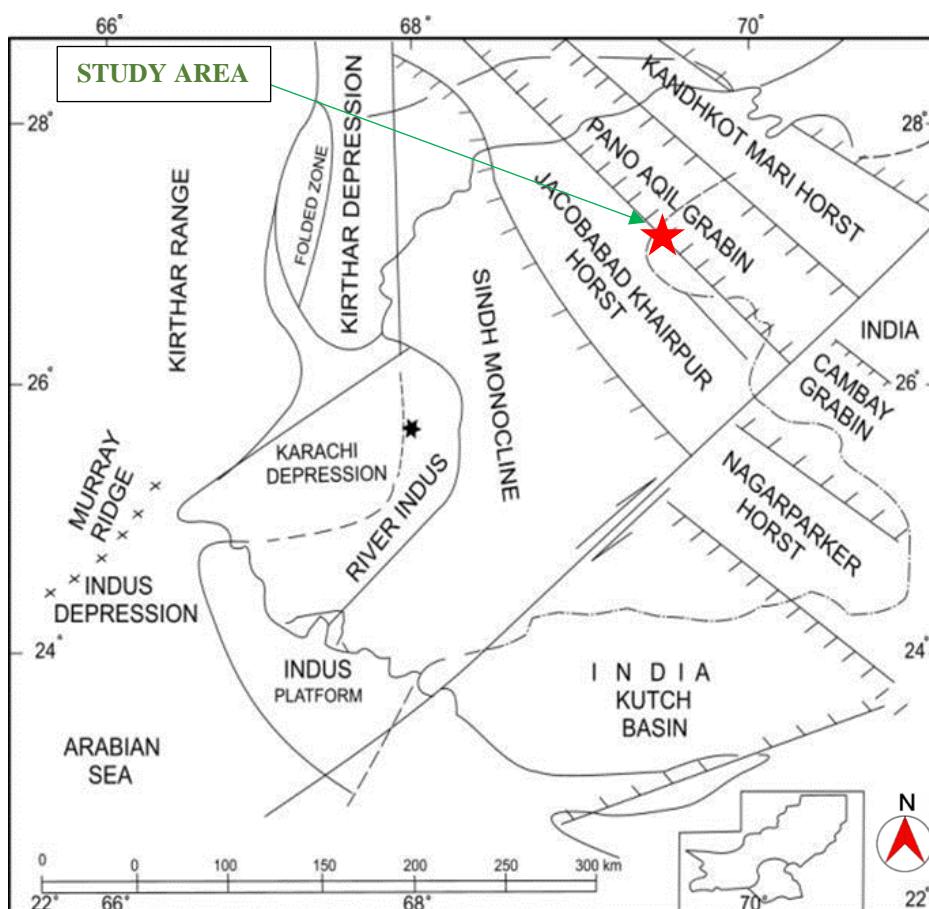 66°
68°
70°
STUDY AREA
28°
28°
KIRTHAR RANGE
FOLDED ZONE
KIRTHAR DEPRESSION
KANDHKOT MARI HORST
PANO AQIL GRABIN
JACOBABAD KHAIRPUR
HORST
SINDH MONOCLINE
INDIA
26°
26°
CAMBAY
GRABIN
KARACHI
DEPRESSION
RIVER INDUS
MURRAY
RIDGE
NAGARPARKER
HORST
INDUS
DEPRESSION
24°
24°
INDUS
PLATFORM
INDIA
KUTCH
BASIN
ARABIAN
SEA
N
0 0 100 150 200 250 300 km
22° 66° 68° 70° 22°